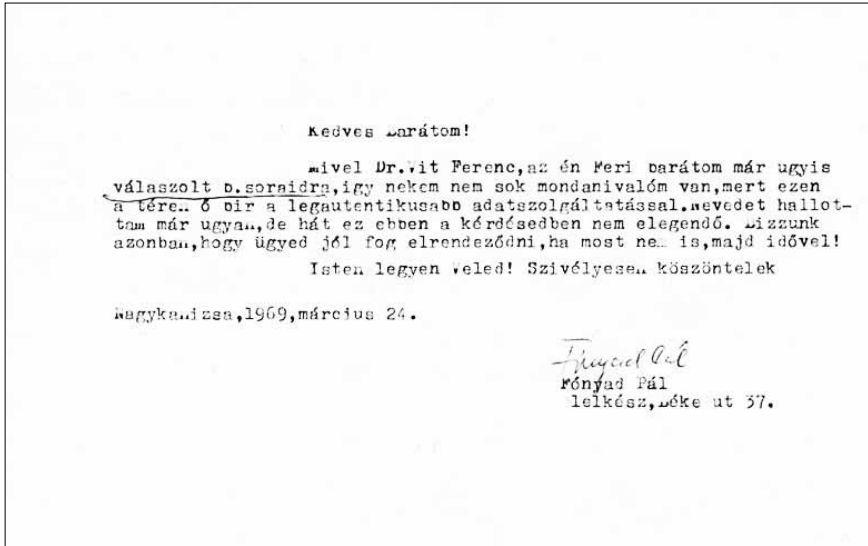 Kedves Barátom!
Mivel Dr.Vit Ferenc,az én Feri barátom már ugyis
válaszolt b.soraidra,igy nekem nem sok mondanivalóm van,mert ezen
a téren ő bir a legautentikusabb adatszolgáltatással.Nevedet hallot-
tam már ugyan,de hát ez ebben a kérdésedben nem elegendő. Bizzunk
azonban,hogy ügyed jól fog elrendeződni,ha most nem is,majd idővel!
Isten legyen Veled! Szivélyesen köszöntelek
Nagykanizsa,1969,március 24.
Fónyad Pál
Fónyad Pál
lelkész,Béke ut 37.